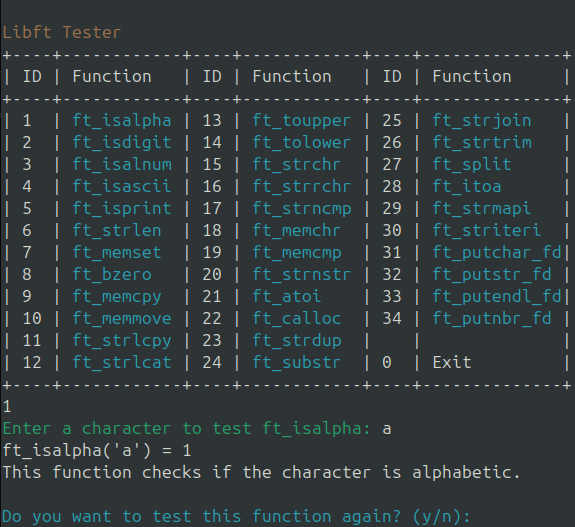 Libft Tester
+----+------------+----+------------+----+--------------+
| ID | Function   | ID | Function   | ID | Function     |
+----+------------+----+------------+----+--------------+
| 1  | ft_isalpha | 13 | ft_toupper | 25 | ft_strjoin   |
| 2  | ft_isdigit | 14 | ft_tolower | 26 | ft_strtrim   |
| 3  | ft_isalnum | 15 | ft_strchr  | 27 | ft_split     |
| 4  | ft_isascii | 16 | ft_strrchr | 28 | ft_itoa      |
| 5  | ft_isprint | 17 | ft_strncmp | 29 | ft_strmapi   |
| 6  | ft_strlen  | 18 | ft_memchr  | 30 | ft_striteri  |
| 7  | ft_memset  | 19 | ft_memcmp  | 31 | ft_putchar_fd|
| 8  | ft_bzero   | 20 | ft_strnstr | 32 | ft_putstr_fd |
| 9  | ft_memcpy  | 21 | ft_atoi    | 33 | ft_putendl_fd|
| 10 | ft_memmove | 22 | ft_calloc  | 34 | ft_putnbr_fd |
| 11 | ft_strlcpy | 23 | ft_strdup  |    |              |
| 12 | ft_strlcat | 24 | ft_substr  | 0  | Exit         |
+----+------------+----+------------+----+--------------+
1
Enter a character to test ft_isalpha: a
ft_isalpha('a') = 1
This function checks if the character is alphabetic.
Do you want to test this function again? (y/n):